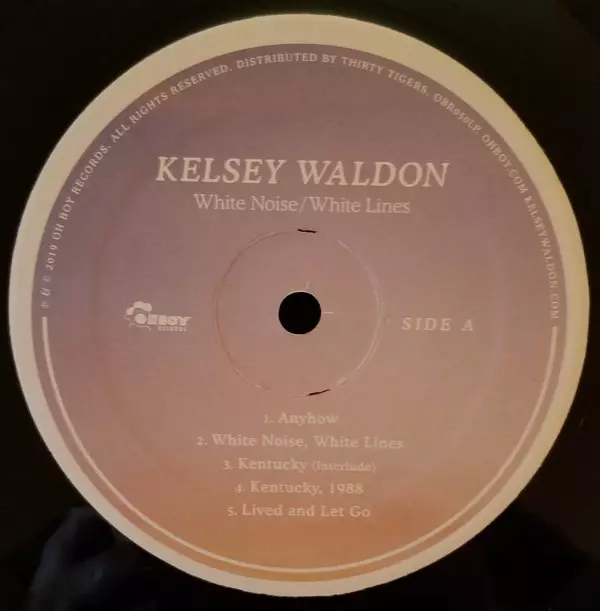 ℗ © 2019 OH BOY RECORDS. ALL RIGHTS RESERVED. DISTRIBUTED BY THIRTY TIGERS. OBR050LP OHBOY.COM KELSEYWALDON.COM
KELSEY WALDON
White Noise/White Lines
OH BOY
RECORDS
SIDE A
1. Anyhow
2. White Noise, White Lines
3. Kentucky (Interlude)
4. Kentucky, 1988
5. Lived and Let Go